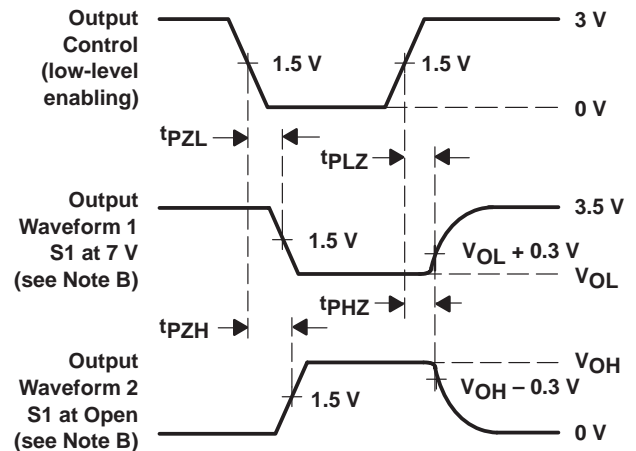 Output
Control
(low-level
enabling)
3 V
1.5 V
1.5 V
0 V
tPZL
tPLZ
Output
Waveform 1
S1 at 7 V
(see Note B)
3.5 V
1.5 V
VOL + 0.3 V
VOL
tPZH
tPHZ
Output
Waveform 2
S1 at Open
(see Note B)
VOH
VOH – 0.3 V
1.5 V
0 V